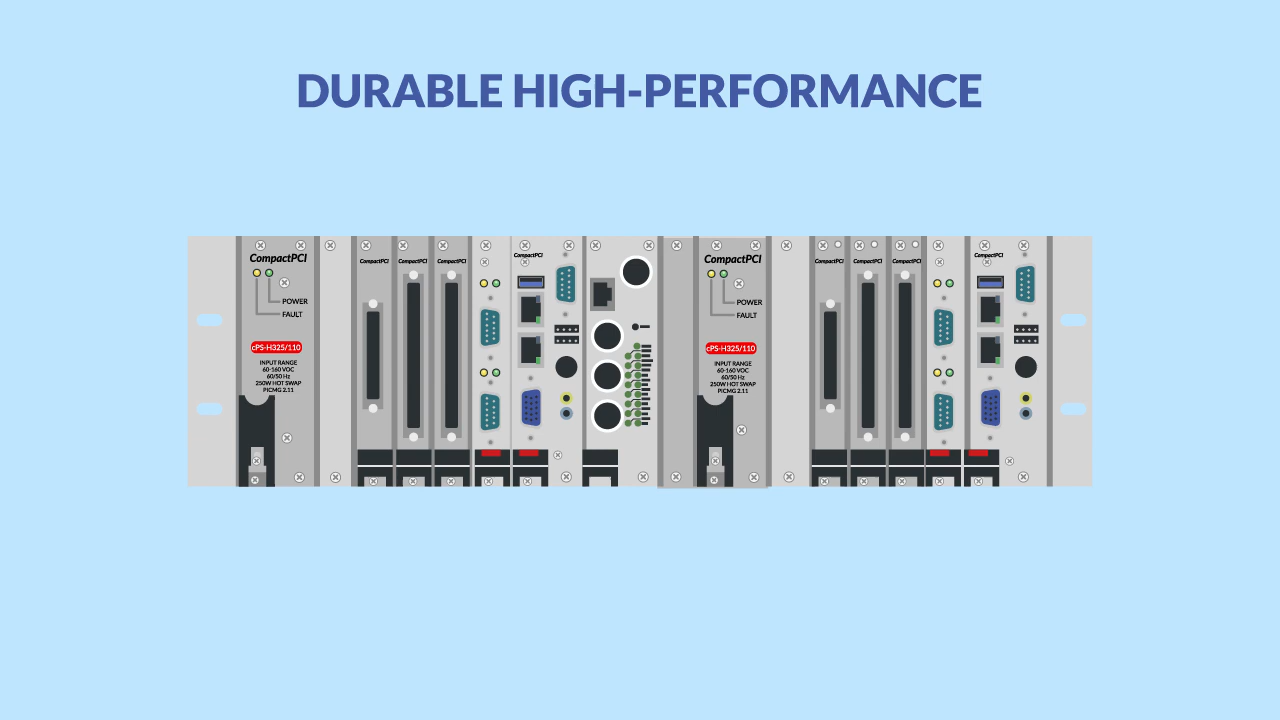 DURABLE HIGH-PERFORMANCE
CompactPCI
POWER
FAULT
cPS-H325/110
INPUT RANGE
60-160 VOC
60/50 Hz
250W HOT SWAP
PICMG 2.11
CompactPCI
CompactPCI
CompactPCI
CompactPCI
CompactPCI
POWER
FAULT
cPS-H325/110
INPUT RANGE
60-160 VOC
60/50 Hz
250W HOT SWAP
PICMG 2.11
CompactPCI
CompactPCI
CompactPCI
CompactPCI